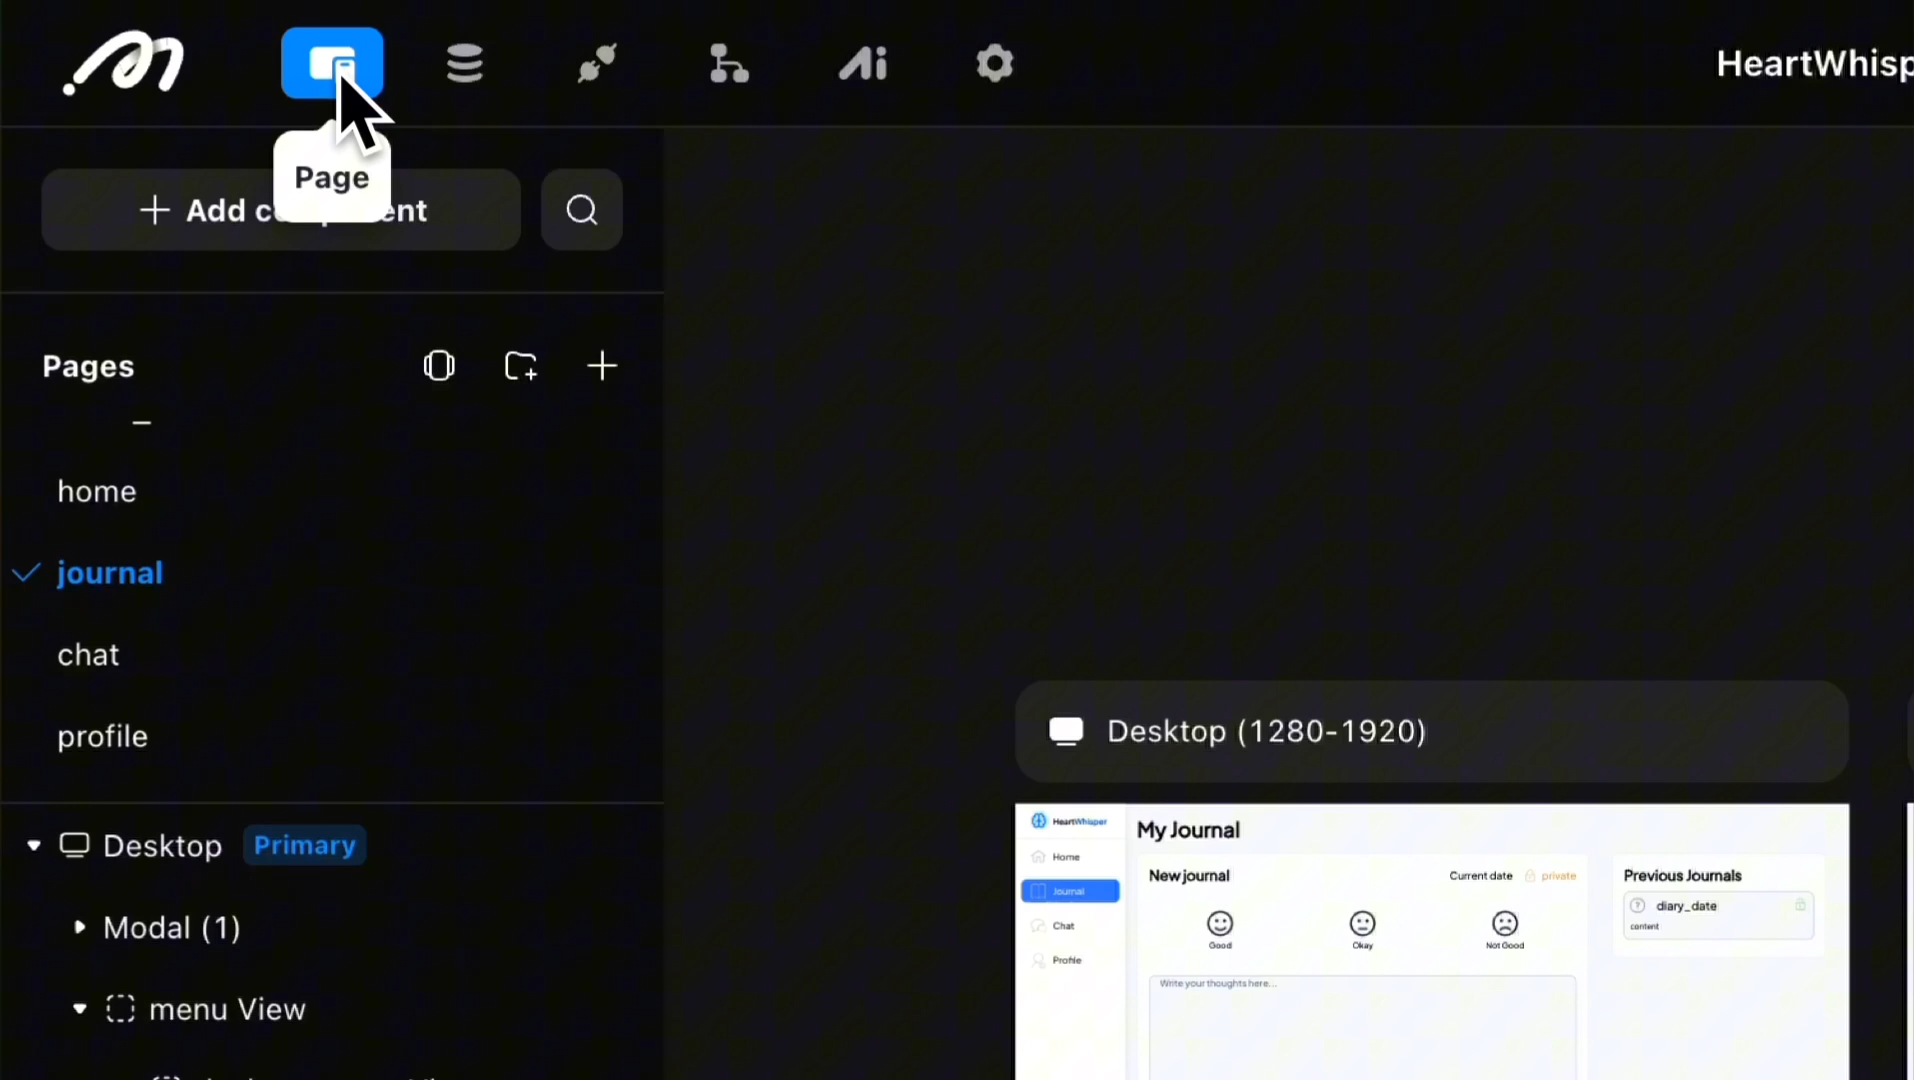 Ai
HeartWhisp
Page
Add c
nt
Pages
home
journal
chat
profile
Desktop (1280-1920)
Desktop Primary
Modal (1)
menu View
HeartWhisper
Home
Journal
Chat
Profile
My Journal
New journal
Current date
private
Good
Okay
Not Good
Write your thoughts here...
Previous Journals
diary_date
content